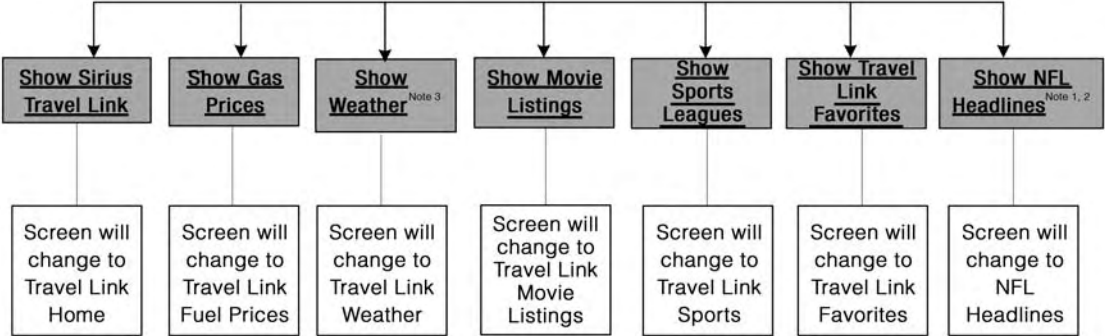 Show Sirius
Travel Link
Show Gas
Prices
Show
Weather Note 3
Show Movie
Listings
Show
Sports
Leagues
Show Travel
Link
Favorites
Show NFL
Headlines Note 1, 2
Screen will
change to
Travel Link
Home
Screen will
change to
Travel Link
Fuel Prices
Screen will
change to
Travel Link
Weather
Screen will
change to
Travel Link
Movie
Listings
Screen will
change to
Travel Link
Sports
Screen will
change to
Travel Link
Favorites
Screen will
change to
NFL
Headlines